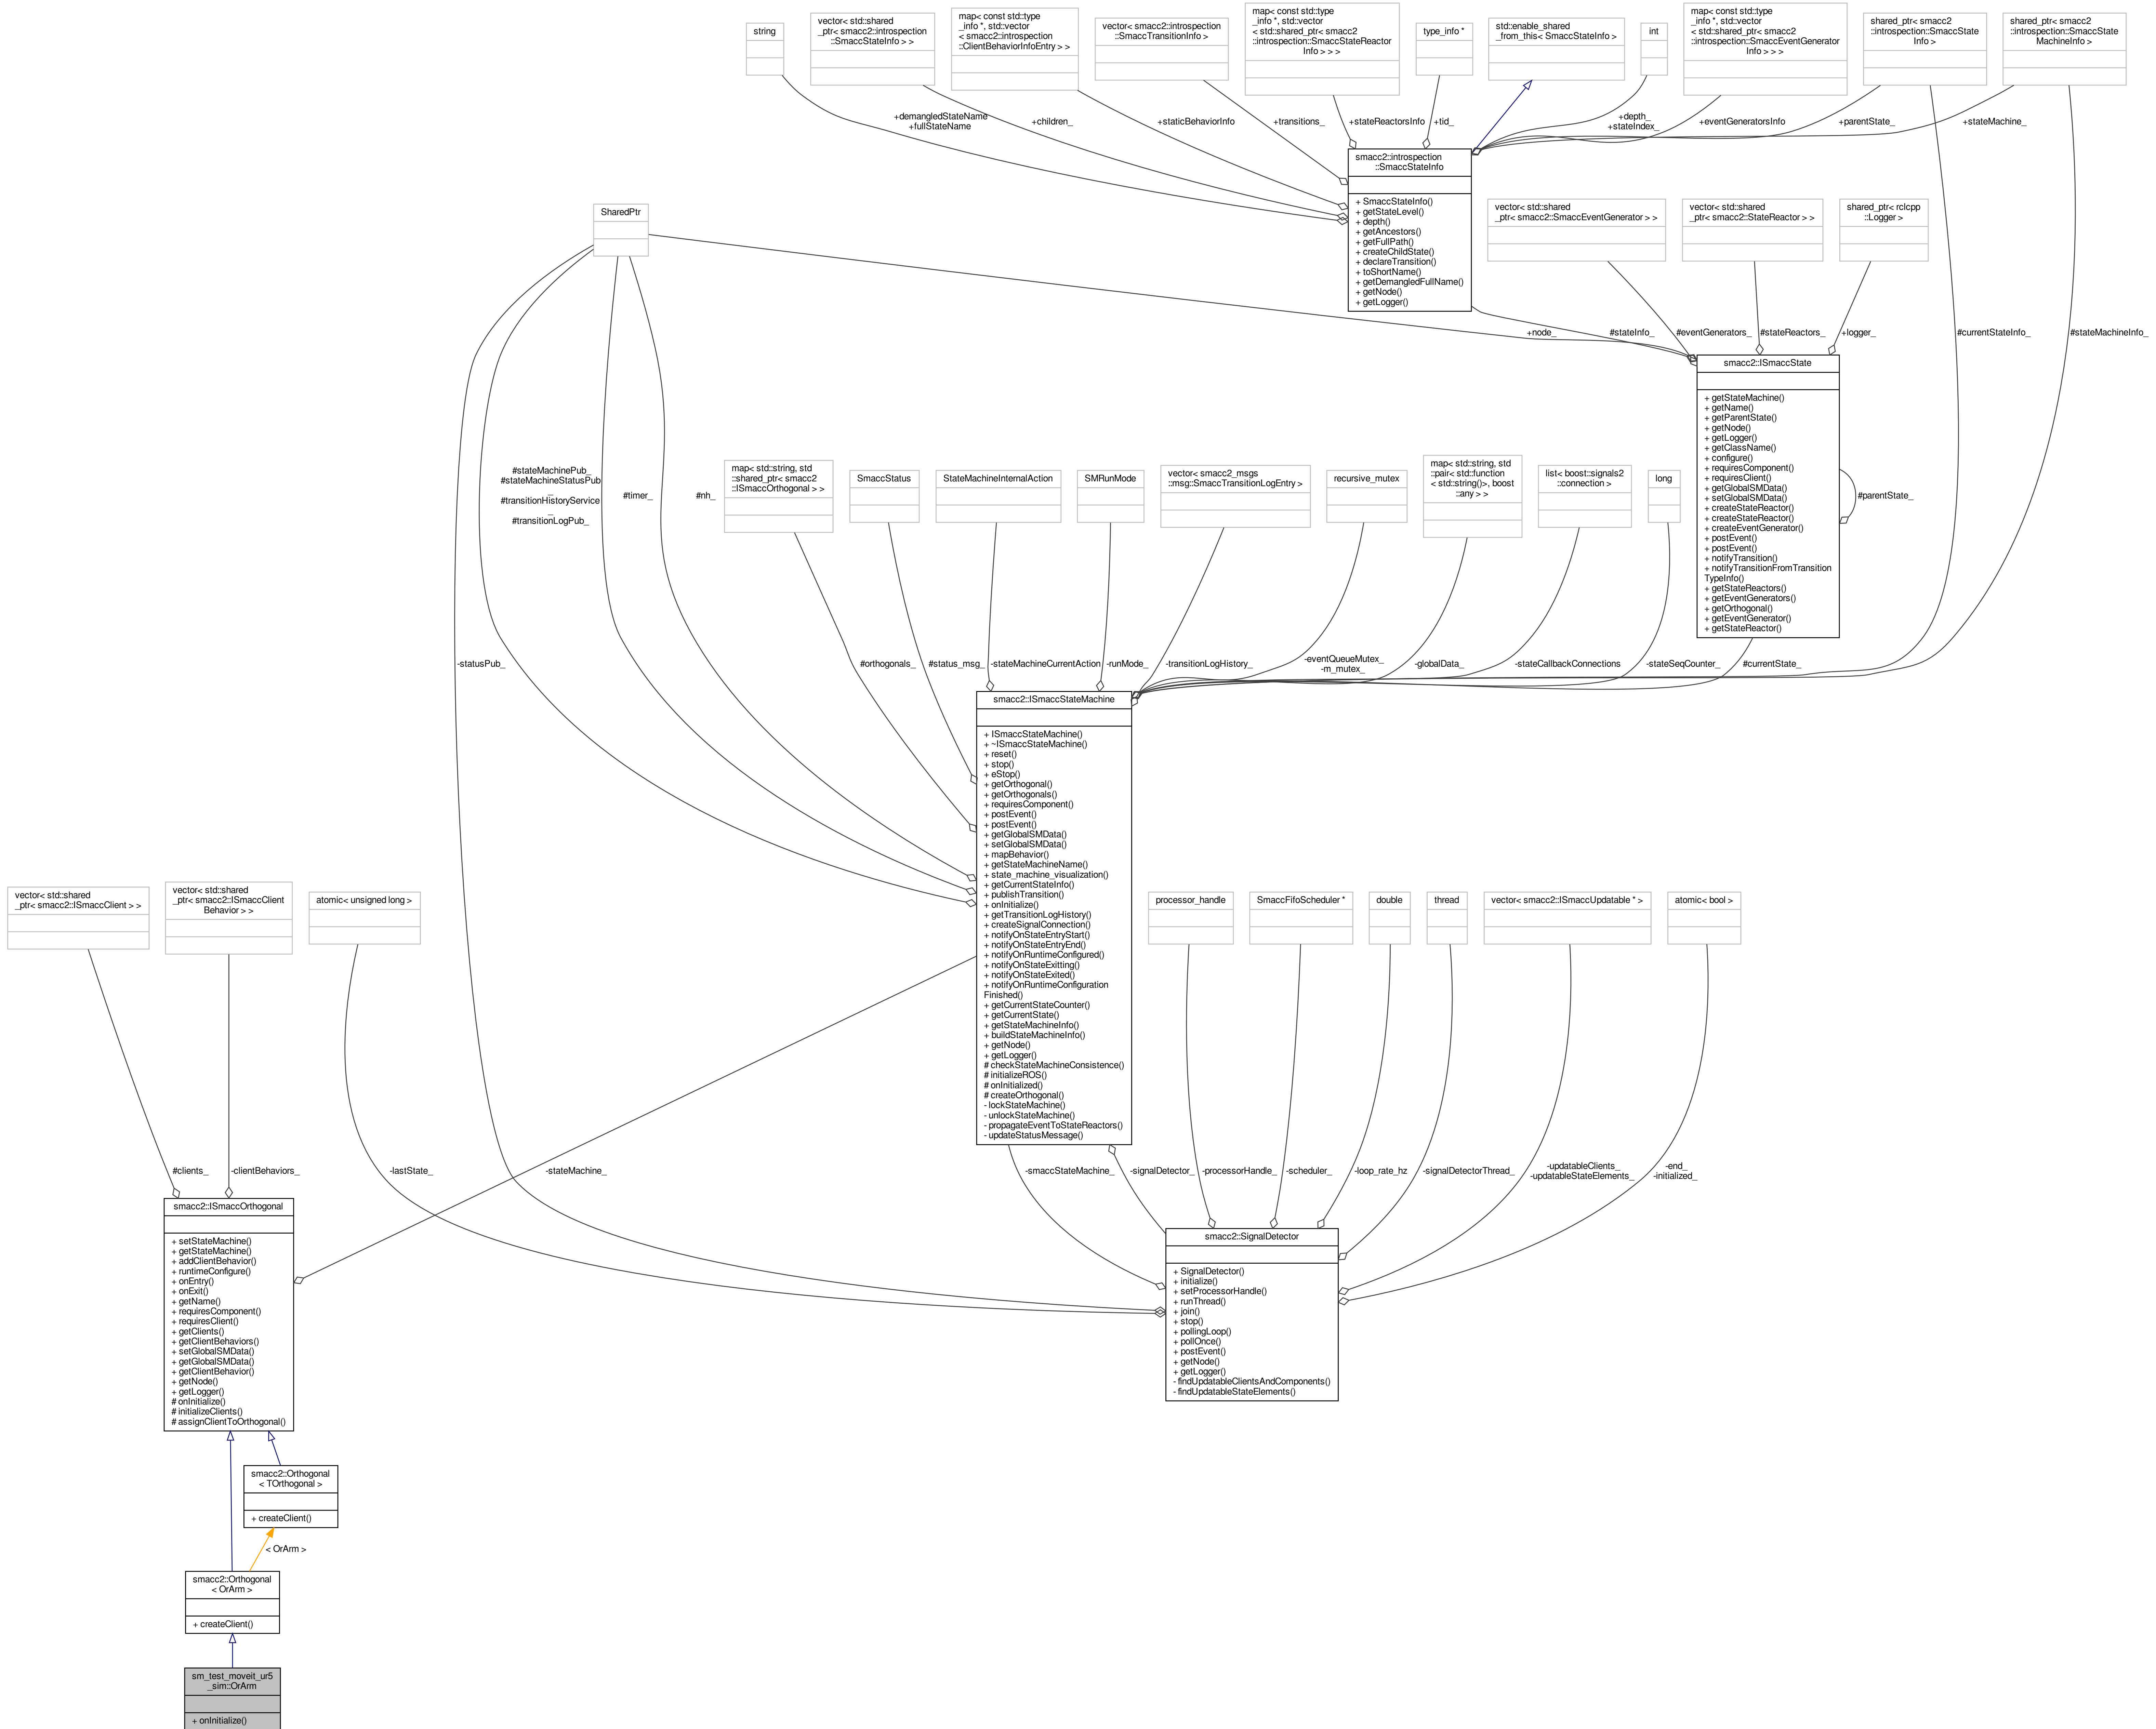 string
vector< std::shared
_ptr< smacc2::introspection
::SmaccStateInfo > >
map< const std::type
_info *, std::vector
< smacc2::introspection
::ClientBehaviorInfoEntry > >
vector< smacc2::introspection
::SmaccTransitionInfo >
map< const std::type
_info *, std::vector
< std::shared_ptr< smacc2
::introspection::SmaccStateReactor
Info > > >
type_info *
std::enable_shared
_from_this< SmaccStateInfo >
int
map< const std::type
_info *, std::vector
< std::shared_ptr< smacc2
::introspection::SmaccEventGenerator
Info > > >
shared_ptr< smacc2
::introspection::SmaccState
Info >
shared_ptr< smacc2
::introspection::SmaccState
MachineInfo >
+demangledStateName
+fullStateName
+children_
+staticBehaviorInfo
+transitions_
+stateReactorsInfo
+tid_
+depth_
+stateIndex_
+eventGeneratorsInfo
+parentState_
+stateMachine_
smacc2::introspection
::SmaccStateInfo
+ SmaccStateInfo()
+ getStateLevel()
+ depth()
+ getAncestors()
+ getFullPath()
+ createChildState()
+ declareTransition()
+ toShortName()
+ getDemangledFullName()
+ getNode()
+ getLogger()
SharedPtr
vector< std::shared
_ptr< smacc2::SmaccEventGenerator > >
vector< std::shared
_ptr< smacc2::StateReactor > >
shared_ptr< rclcpp
::Logger >
+node_
#stateInfo_
#eventGenerators_
#stateReactors_
+logger_
#currentStateInfo_
#stateMachineInfo_
smacc2::ISmaccState
+ getStateMachine()
+ getName()
+ getParentState()
+ getNode()
+ getLogger()
+ getClassName()
+ configure()
+ requiresComponent()
+ requiresClient()
+ getGlobalSMData()
+ setGlobalSMData()
+ createStateReactor()
+ createStateReactor()
+ createEventGenerator()
+ postEvent()
+ postEvent()
+ notifyTransition()
+ notifyTransitionFromTransition
TypeInfo()
+ getStateReactors()
+ getEventGenerators()
+ getOrthogonal()
+ getEventGenerator()
+ getStateReactor()
#parentState_
#stateMachinePub_
#stateMachineStatusPub
_
#transitionHistoryService
_
#transitionLogPub_
#timer_
#nh_
map< std::string, std
::shared_ptr< smacc2
::ISmaccOrthogonal > >
SmaccStatus
StateMachineInternalAction
SMRunMode
vector< smacc2_msgs
::msg::SmaccTransitionLogEntry >
recursive_mutex
map< std::string, std
::pair< std::function
< std::string()>, boost
::any > >
list< boost::signals2
::connection >
long
-statusPub_
#orthogonals_
#status_msg_
-stateMachineCurrentAction
-runMode_
-transitionLogHistory_
-eventQueueMutex_
-m_mutex_
-globalData_
-stateCallbackConnections
-stateSeqCounter_
#currentState_
smacc2::ISmaccStateMachine
+ ISmaccStateMachine()
+ ~ISmaccStateMachine()
+ reset()
+ stop()
+ eStop()
+ getOrthogonal()
+ getOrthogonals()
+ requiresComponent()
+ postEvent()
+ postEvent()
+ getGlobalSMData()
+ setGlobalSMData()
+ mapBehavior()
+ getStateMachineName()
+ state_machine_visualization()
+ getCurrentStateInfo()
+ publishTransition()
+ onInitialize()
+ getTransitionLogHistory()
+ createSignalConnection()
+ notifyOnStateEntryStart()
+ notifyOnStateEntryEnd()
+ notifyOnRuntimeConfigured()
+ notifyOnStateExitting()
+ notifyOnStateExited()
+ notifyOnRuntimeConfiguration
Finished()
+ getCurrentStateCounter()
+ getCurrentState()
+ getStateMachineInfo()
+ buildStateMachineInfo()
+ getNode()
+ getLogger()
# checkStateMachineConsistence()
# initializeROS()
# onInitialized()
# createOrthogonal()
- lockStateMachine()
- unlockStateMachine()
- propagateEventToStateReactors()
- updateStatusMessage()
vector< std::shared
_ptr< smacc2::ISmaccClient > >
vector< std::shared
_ptr< smacc2::ISmaccClient
Behavior > >
atomic< unsigned long >
processor_handle
SmaccFifoScheduler *
double
thread
vector< smacc2::ISmaccUpdatable * >
atomic< bool >
#clients_
-clientBehaviors_
-lastState_
-stateMachine_
-smaccStateMachine_
-signalDetector_
-processorHandle_
-scheduler_
-loop_rate_hz
-signalDetectorThread_
-updatableClients_
-updatableStateElements_
-end_
-initialized_
smacc2::ISmaccOrthogonal
+ setStateMachine()
+ getStateMachine()
+ addClientBehavior()
+ runtimeConfigure()
+ onEntry()
+ onExit()
+ getName()
+ requiresComponent()
+ requiresClient()
+ getClients()
+ getClientBehaviors()
+ setGlobalSMData()
+ getGlobalSMData()
+ getClientBehavior()
+ getNode()
+ getLogger()
# onInitialize()
# initializeClients()
# assignClientToOrthogonal()
smacc2::SignalDetector
+ SignalDetector()
+ initialize()
+ setProcessorHandle()
+ runThread()
+ join()
+ stop()
+ pollingLoop()
+ pollOnce()
+ postEvent()
+ getNode()
+ getLogger()
- findUpdatableClientsAndComponents()
- findUpdatableStateElements()
smacc2::Orthogonal
< TOrthogonal >
+ createClient()
< OrArm >
smacc2::Orthogonal
< OrArm >
+ createClient()
sm_test_moveit_ur5
_sim::OrArm
+ onInitialize()